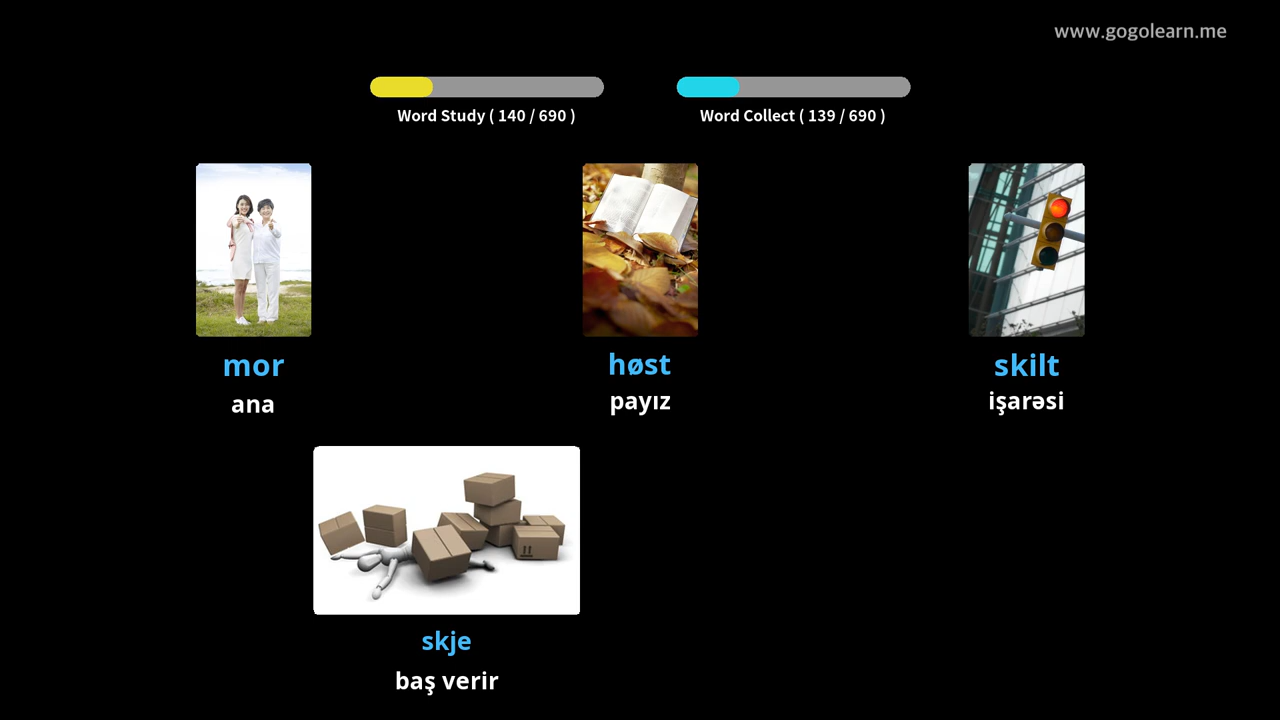 www.gogolearn.me
Word Study ( 140 / 690 )
Word Collect ( 139 / 690 )
mor
ana
høst
payız
skilt
işarəsi
skje
baş verir